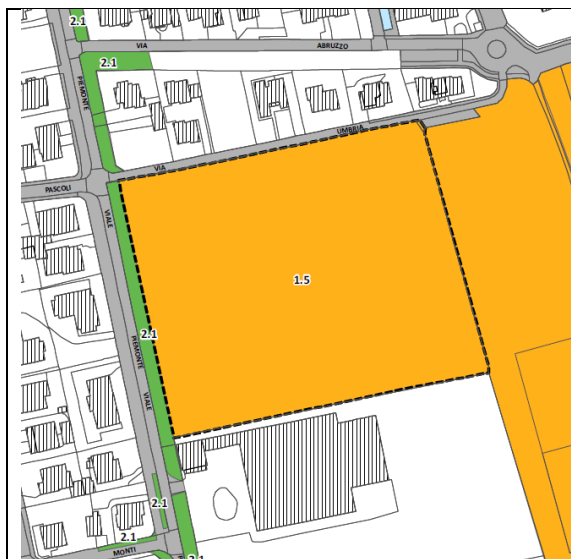 2.1
VIA ABRUZZO
2.1
PIEMONTE
UMBRIA
VIA
PASCOLI
VIALE
1.5
2.1
PIEMONTE
VIALE
2.1
2.1
MONTI
2.1